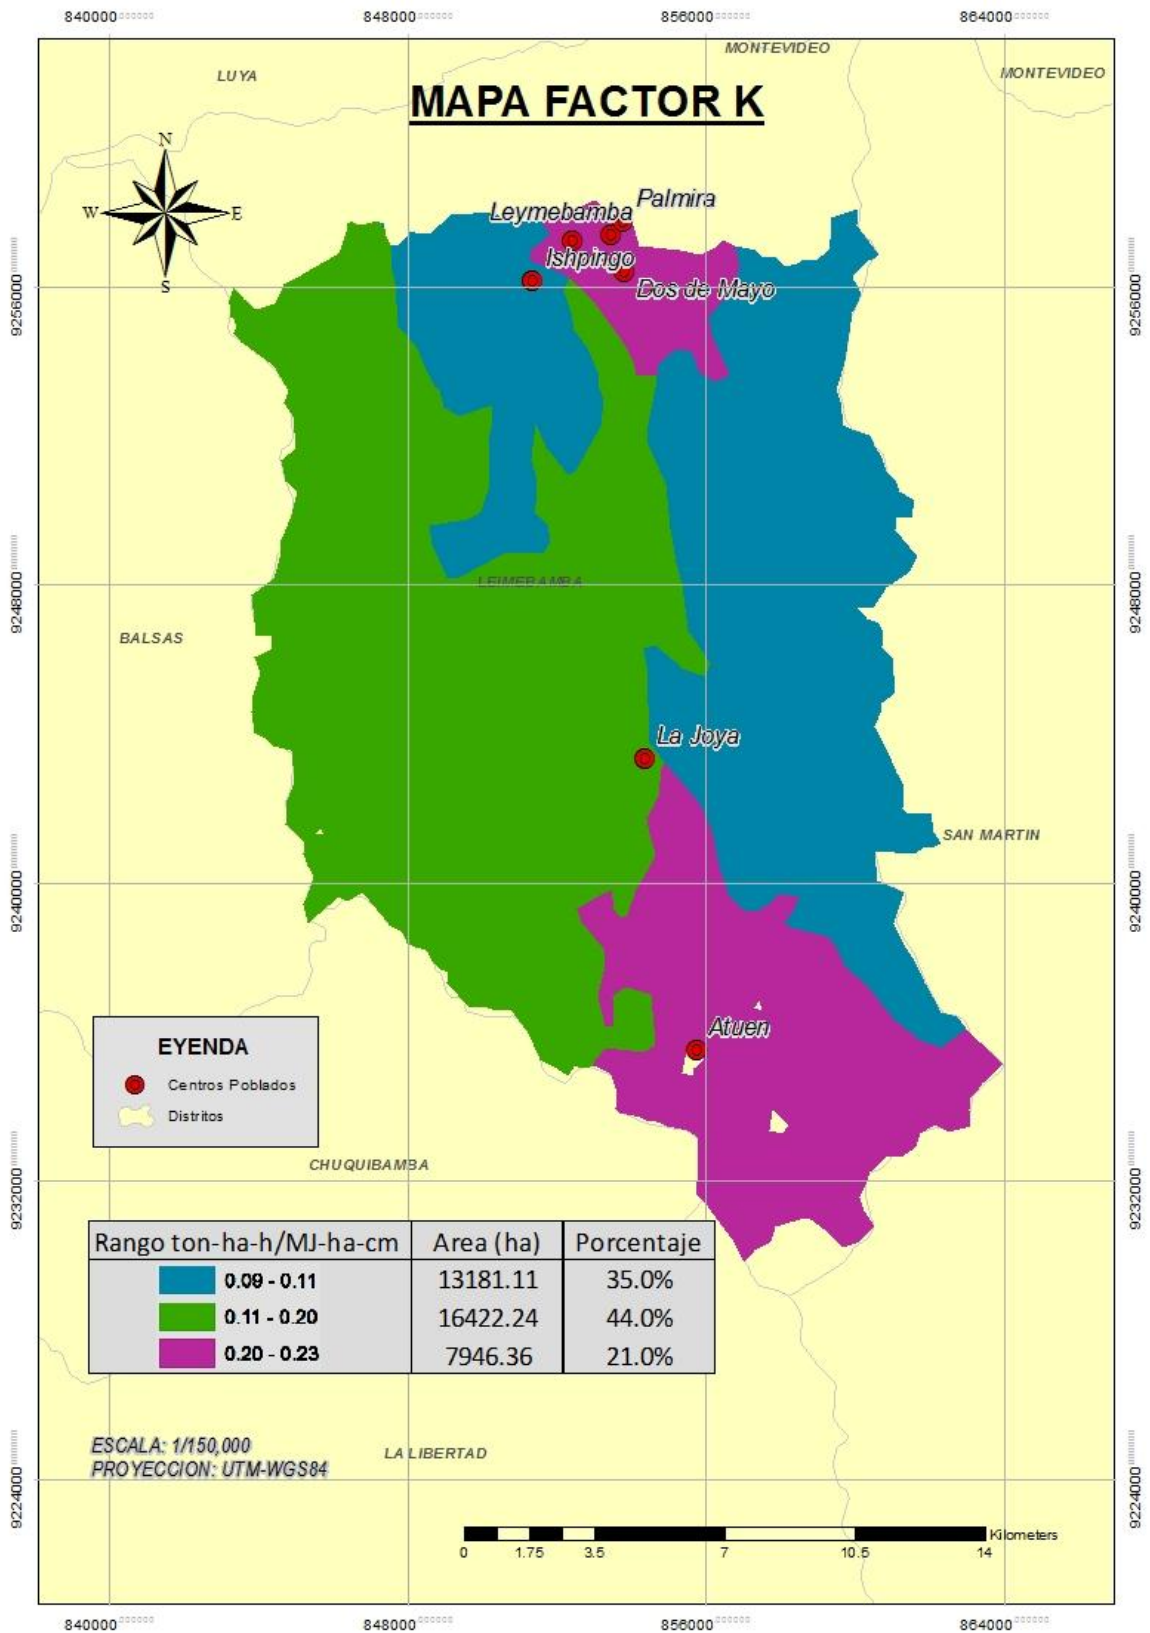 840000 848000 856000 864000
MONTEVIDEO
LUYA
MONTEVIDEO
MAPA FACTOR K
N
W E
S
Palmira
Leymebamba
Ishpingo
Dos de Mayo
9256000 9256000
9248000 9248000
LEIMEBAMBA
BALSAS
La Joya
SAN MARTIN
9240000 9240000
Atuen
EYENDA
Centros Poblados
Distritos
CHUQUIBAMBA
9232000 9232000
Rango ton-ha-h/MJ-ha-cm Area (ha) Porcentaje
0.09 - 0.11 13181.11 35.0%
0.11 - 0.20 16422.24 44.0%
0.20 - 0.23 7946.36 21.0%
ESCALA: 1/150,000
PROYECCION: UTM-WGS84
LA LIBERTAD
9224000 9224000
Kilometers
0 1.75 3.5 7 10.5 14
840000 848000 856000 864000